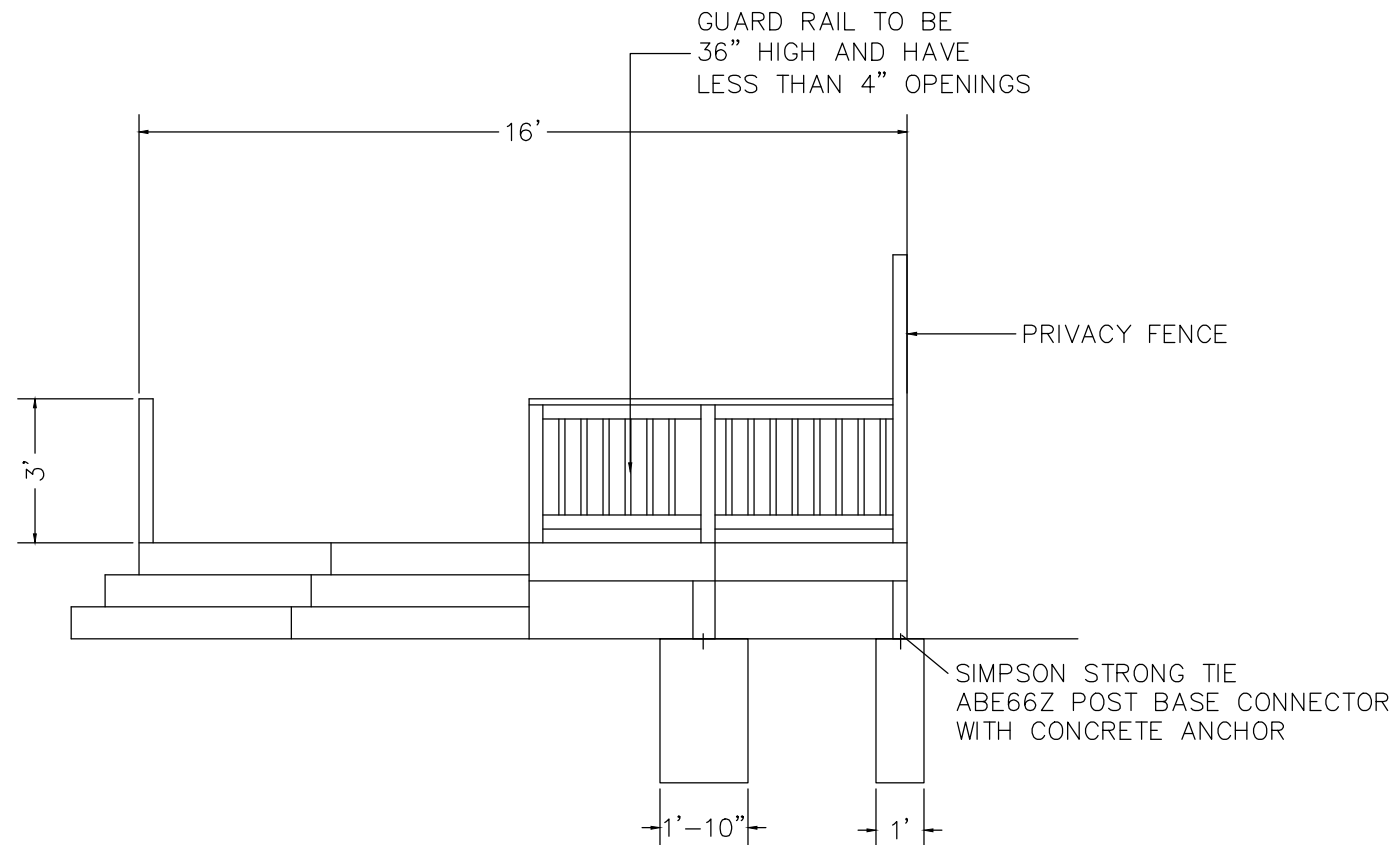 GUARD RAIL TO BE
36” HIGH AND HAVE
LESS THAN 4” OPENINGS
16'
PRIVACY FENCE
3'
SIMPSON STRONG TIE
ABE66Z POST BASE CONNECTOR
WITH CONCRETE ANCHOR
1'–10”
1'